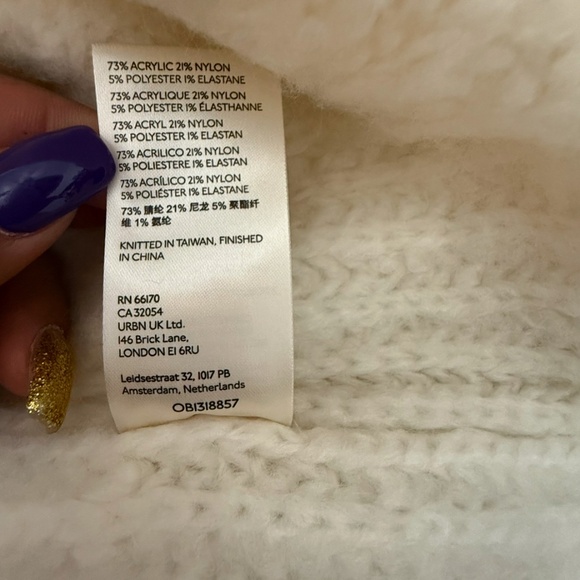 73% ACRYLIC 21% NYLON
5% POLYESTER 1% ELASTANE
73% ACRYLIQUE 21% NYLON
5% POLYESTER 1% ÉLASTHANNE
73% ACRYL 21% NYLON
5% POLYESTER 1% ELASTAN
73% ACRILICO 21% NYLON
5% POLIESTERE 1% ELASTAN
73% ACRÍLICO 21% NYLON
5% POLIÉSTER 1% ELASTANE
73% 腈纶 21% 尼龙 5% 聚酯纤
维 1% 氨纶
KNITTED IN TAIWAN, FINISHED
IN CHINA
RN 66170
CA 32054
URBN UK Ltd.
146 Brick Lane,
LONDON E1 6RU
Leidsestraat 32, 1017 PB
Amsterdam, Netherlands
OB1318857